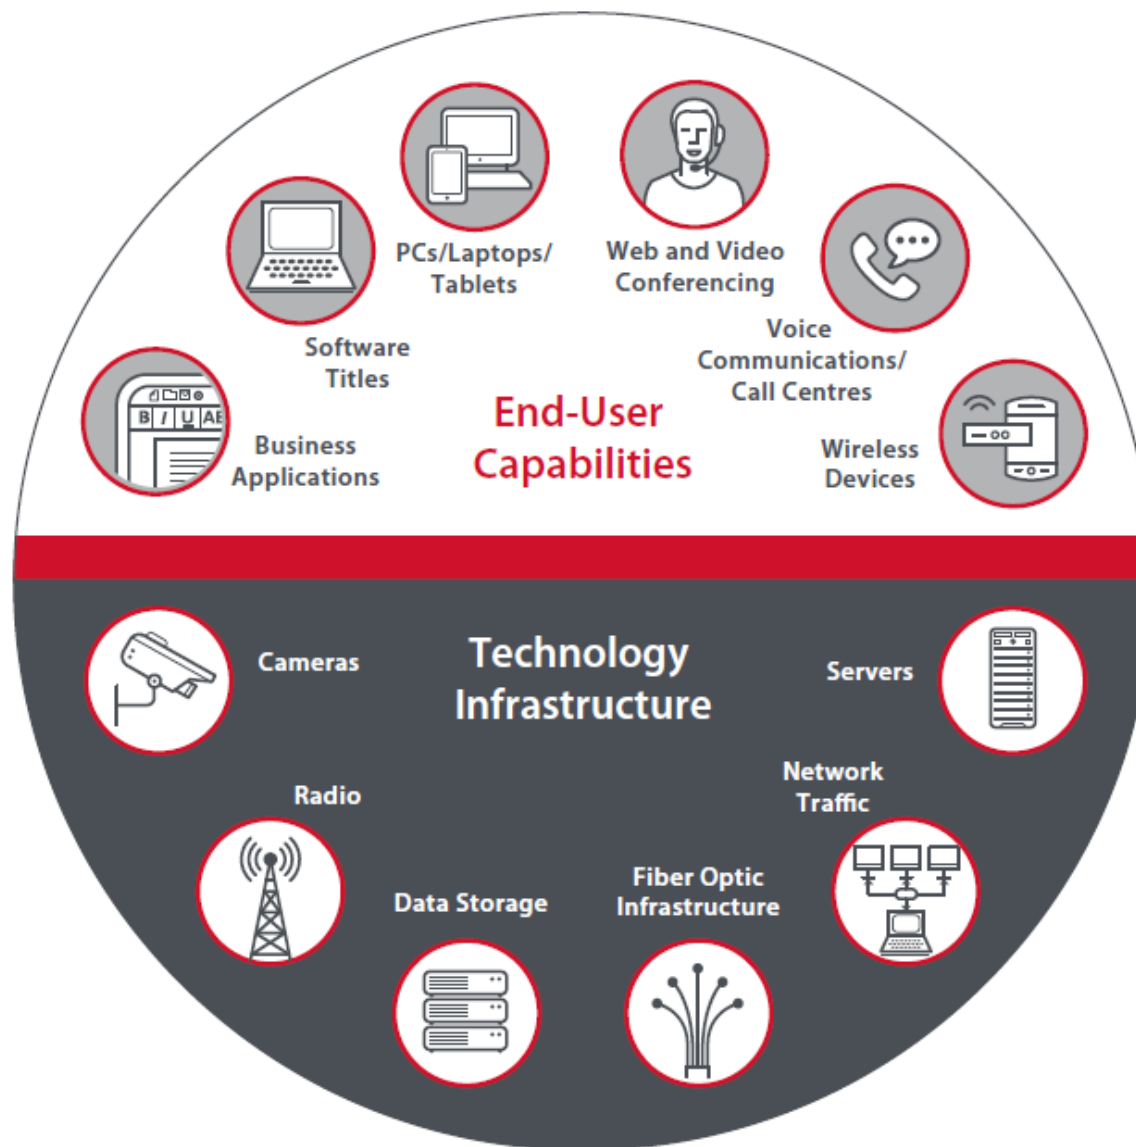 PCs/Laptops/
Tablets
Web and Video
Conferencing
Software
Titles
Voice
Communications/
Call Centres
B I U AB
Business
Applications
End-User
Capabilities
Wireless
Devices
Cameras
Technology
Infrastructure
Servers
Radio
Network
Traffic
Data Storage
Fiber Optic
Infrastructure